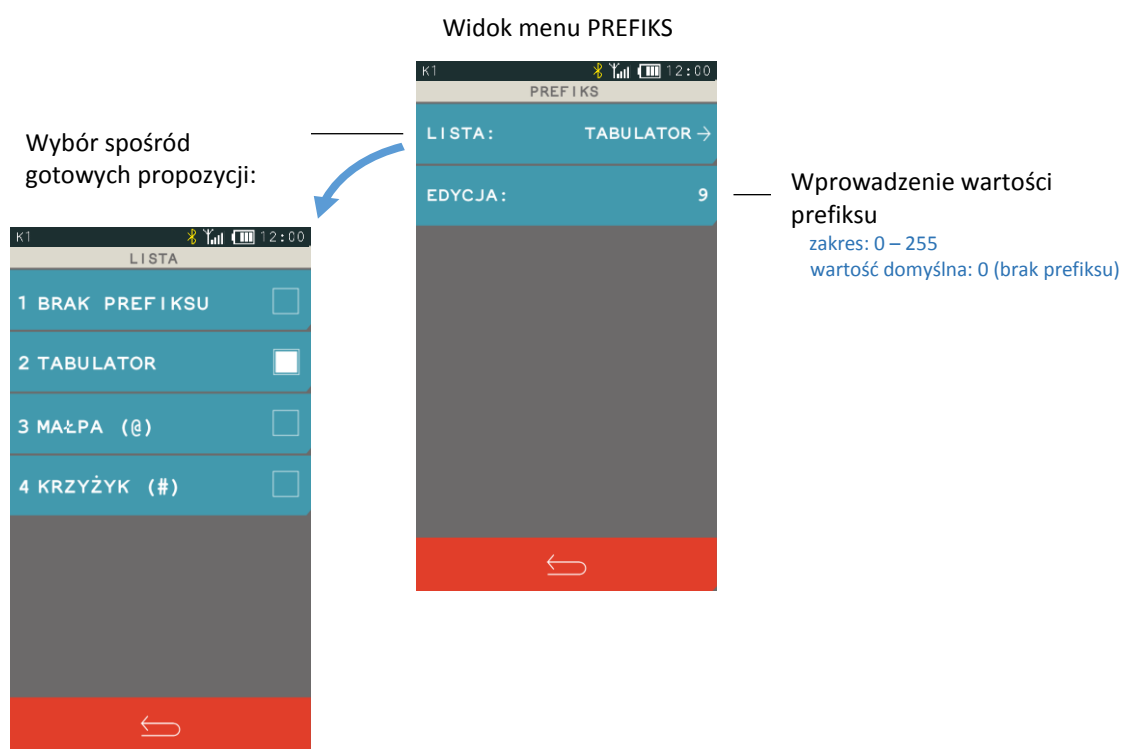 Widok menu PREFIKS
K1 12:00
PREFIKS
LISTA: TABULATOR →
EDYCJA: 9
Wybór spośród
gotowych propozycji:
Wprowadzenie wartości
prefiksu
zakres: 0 – 255
wartość domyślna: 0 (brak prefiksu)
K1 12:00
LISTA
1 BRAK PREFIKSU
2 TABULATOR
3 MAŁPA (@)
4 KRZYŻYK (#)